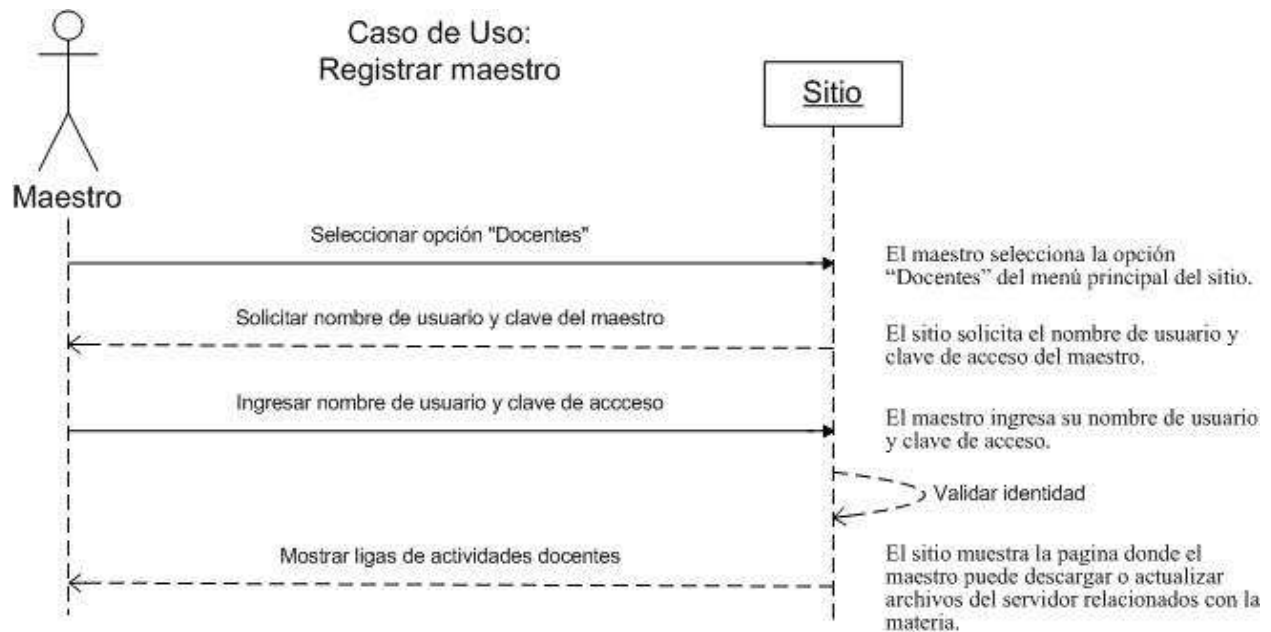 Caso de Uso:
Registrar maestro
Sitio
Maestro
Seleccionar opción "Docentes"
El maestro selecciona la opción
“Docentes” del menú principal del sitio.
Solicitar nombre de usuario y clave del maestro
El sitio solicita el nombre de usuario y
clave de acceso del maestro.
Ingresar nombre de usuario y clave de accceso
El maestro ingresa su nombre de usuario
y clave de acceso.
Validar identidad
Mostrar ligas de actividades docentes
El sitio muestra la pagina donde el
maestro puede descargar o actualizar
archivos del servidor relacionados con la
materia.